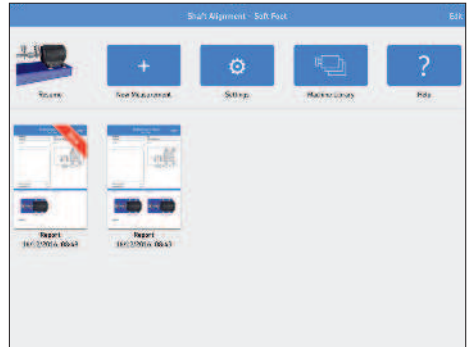 Shaft Alignment - Soft Foot
Edit
Resume
New Measurement
Settings
Machine Library
Help
Report
Report